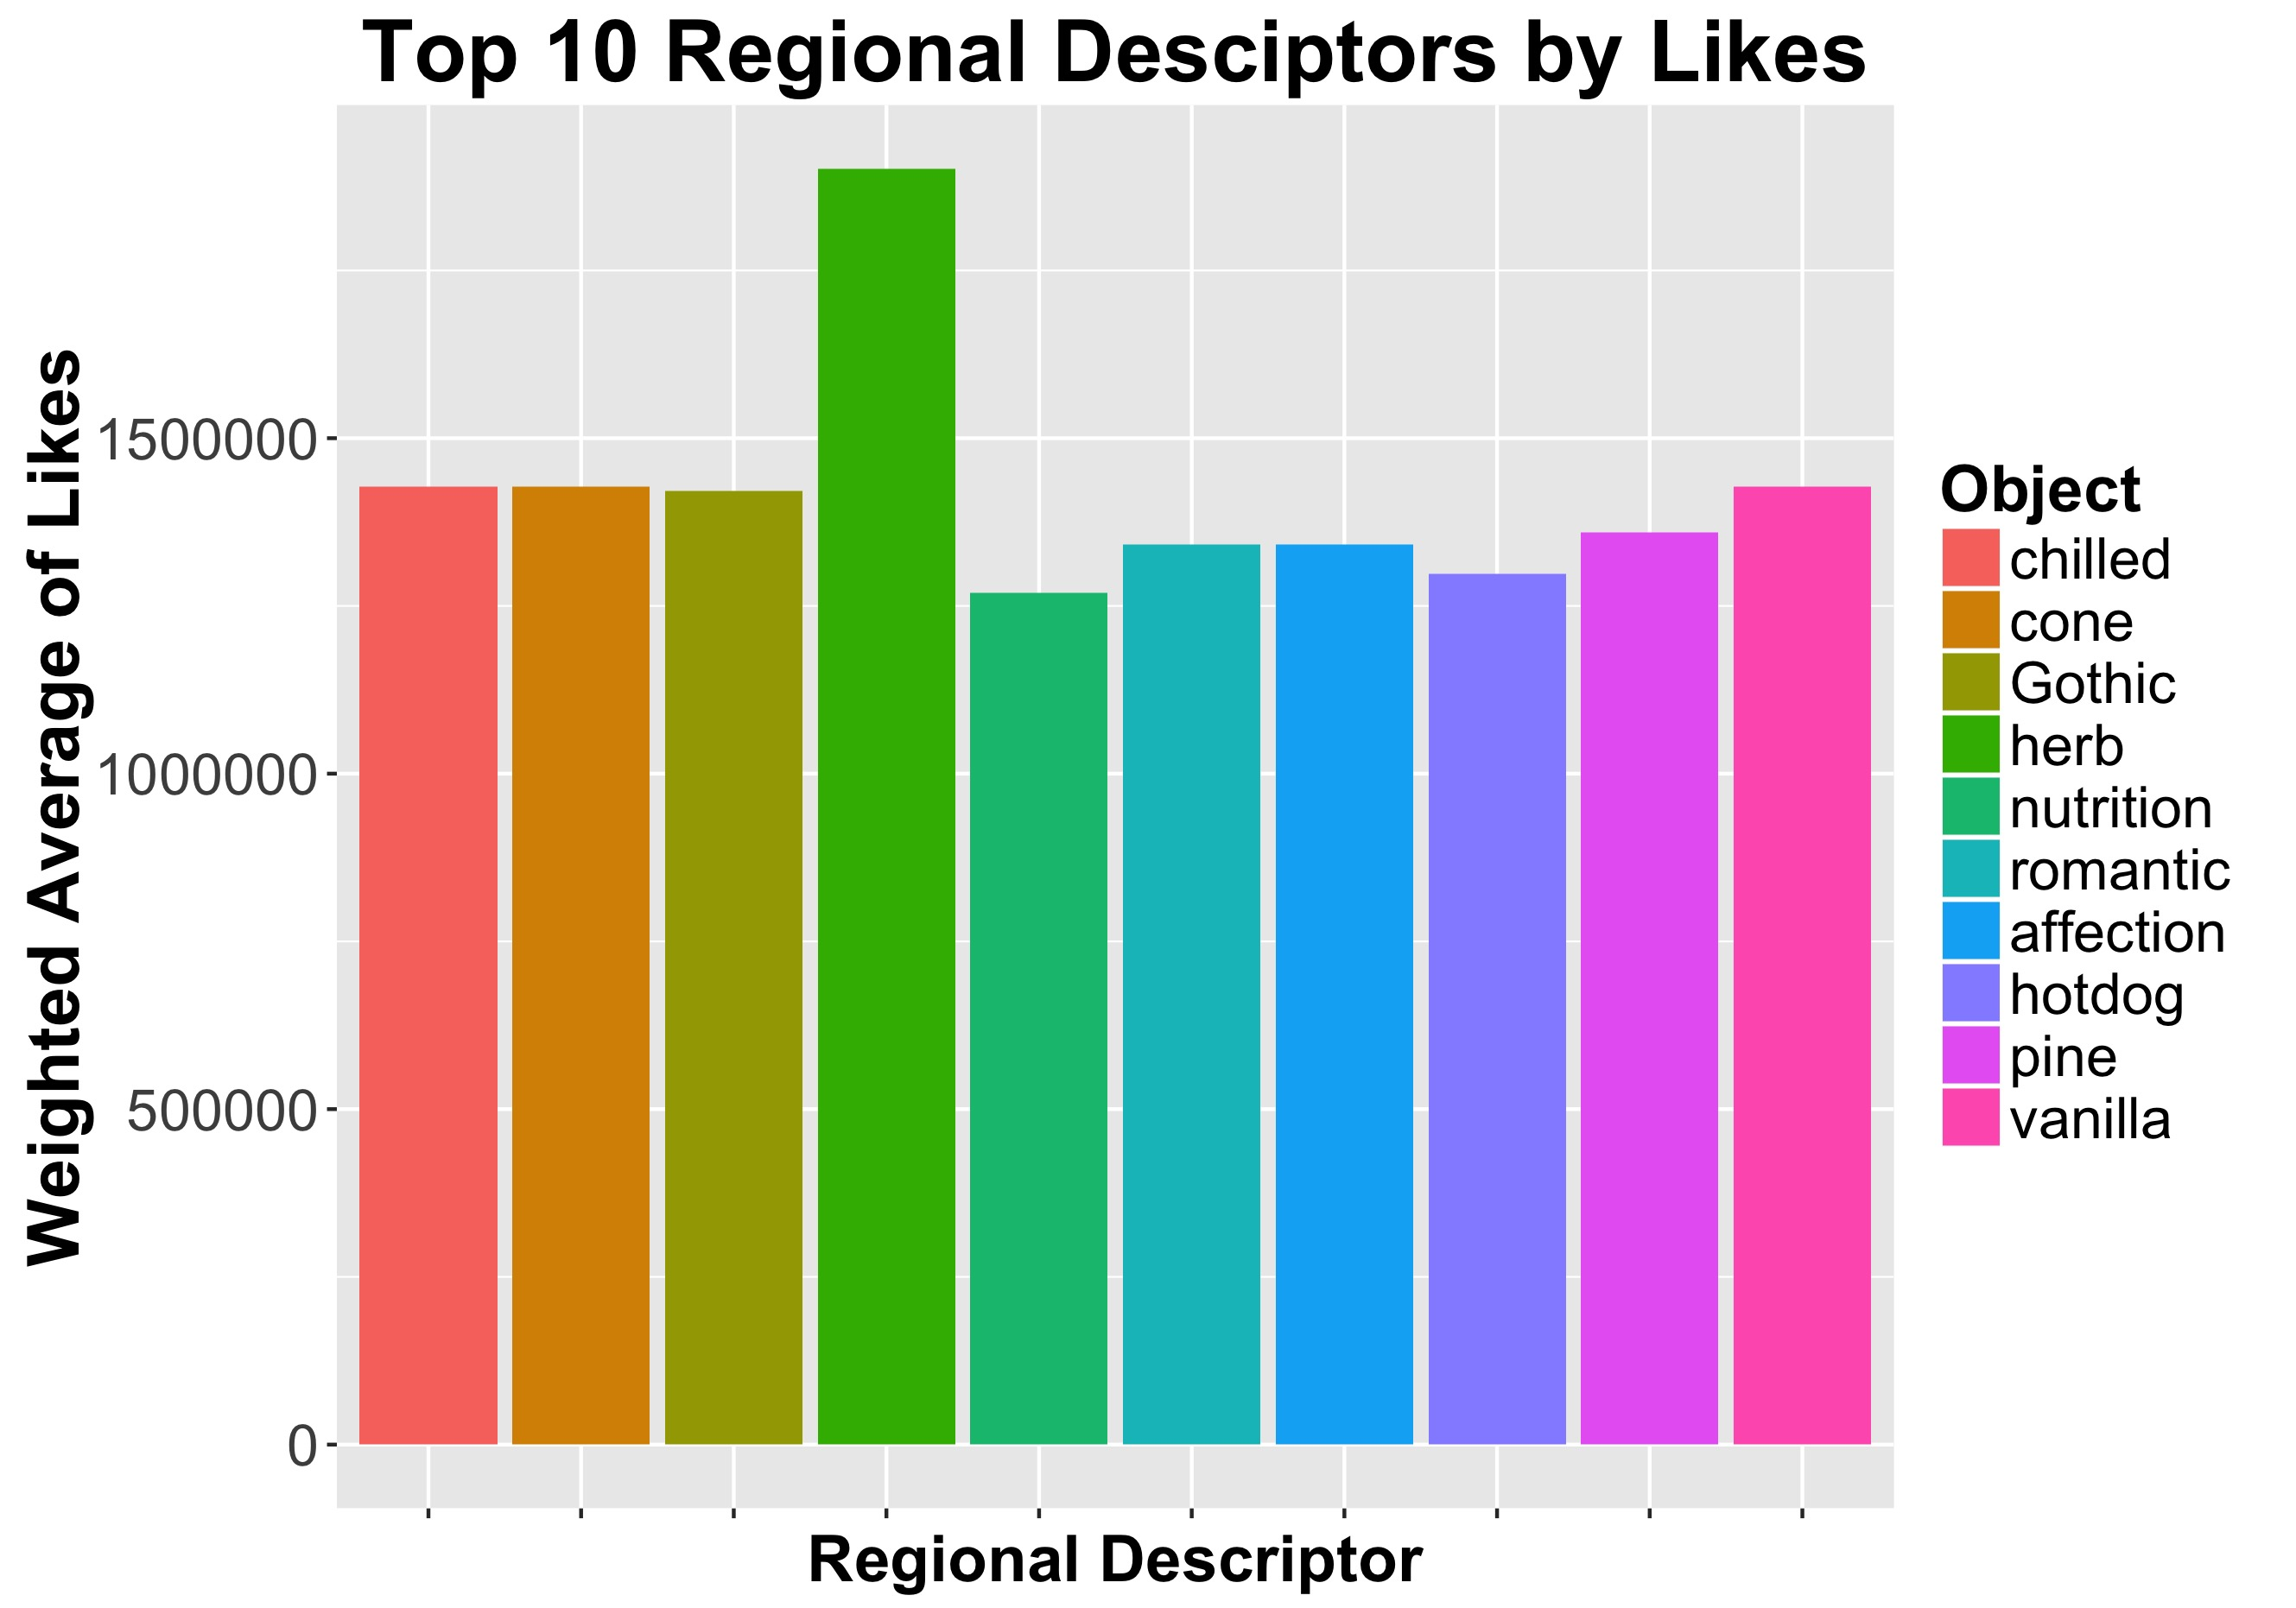 Top 10 Regional Desciptors by Likes
Weighted Average of Likes
1500000
1000000
500000
0
Regional Descriptor
Object
chilled
cone
Gothic
herb
nutrition
romantic
affection
hotdog
pine
vanilla